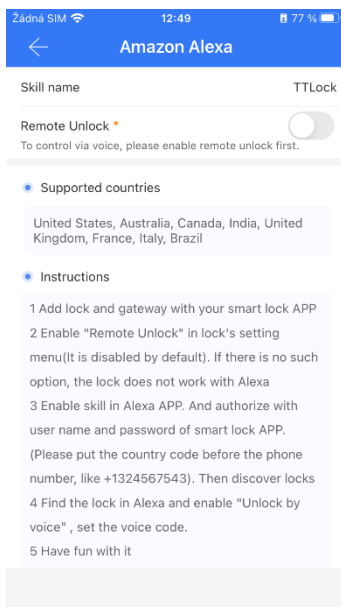 Žádná SIM 12:49 77 %
Amazon Alexa
Skill name TTLock
Remote Unlock *
To control via voice, please enable remote unlock first.
Supported countries
United States, Australia, Canada, India, United
Kingdom, France, Italy, Brazil
Instructions
1 Add lock and gateway with your smart lock APP
2 Enable "Remote Unlock" in lock's setting
menu(It is disabled by default). If there is no such
option, the lock does not work with Alexa
3 Enable skill in Alexa APP. And authorize with
user name and password of smart lock APP.
(Please put the country code before the phone
number, like +1324567543). Then discover locks
4 Find the lock in Alexa and enable "Unlock by
voice" , set the voice code.
5 Have fun with it